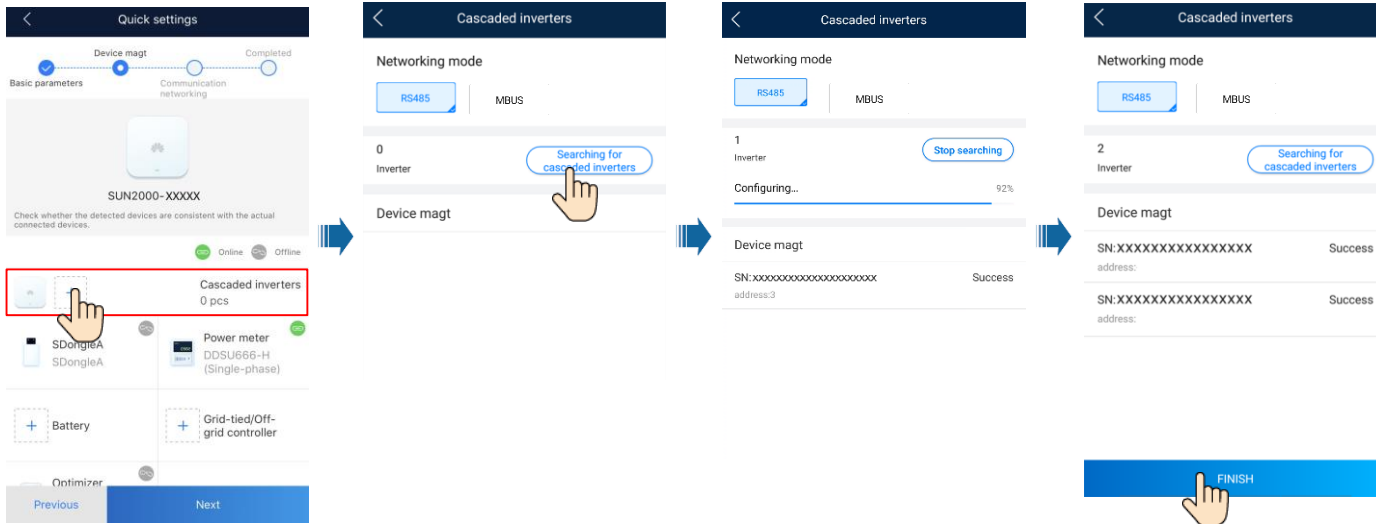 Quick settings
Device magt
Completed
Basic parameters
Communication
networking
SUN2000-XXXXX
Check whether the detected devices are consistent with the actual
connected devices.
Online
Offline
Cascaded inverters
0 pcs
SDongleA
SDongleA
Power meter
DDSU666-H
(Single-phase)
Battery
Grid-tied/Off-
grid controller
Optimizer
Previous
Next
Cascaded inverters
Networking mode
RS485
MBUS
0
Inverter
Searching for
cascaded inverters
Device magt
Cascaded inverters
Networking mode
RS485
MBUS
1
Inverter
Stop searching
Configuring...
92%
Device magt
SN:xxxxxxxxxxxxxxxxxxxxx
Success
address:3
Cascaded inverters
Networking mode
RS485
MBUS
2
Inverter
Searching for
cascaded inverters
Device magt
SN:XXXXXXXXXXXXXXXX
Success
address:
SN:XXXXXXXXXXXXXXXX
Success
address:
FINISH